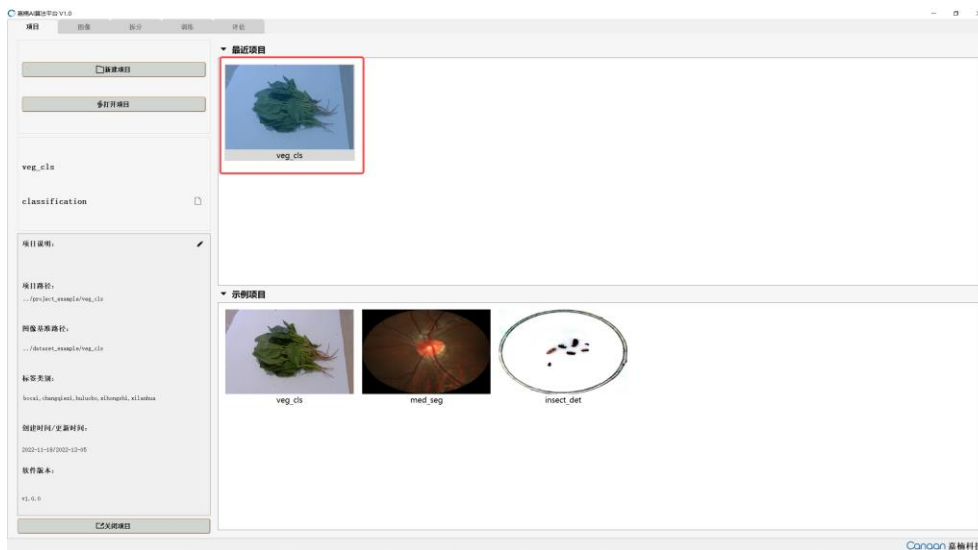 嘉楠AI算法平台 V1.0
项目 图像 拆分 训练 评估
新建项目
打开项目
veg_cls
classification
项目说明:
项目路径:
../project_example/veg_cls
图像基准路径:
../dataset_example/veg_cls
标签类别:
bocai,changqiezi,huluobo,xihongshi,xilanhua
创建时间/更新时间:
2022-11-18/2022-12-05
软件版本:
v1.0.0
关闭项目
最近项目
veg_cls
示例项目
veg_cls med_seg insect_det
Canaan 嘉楠科技